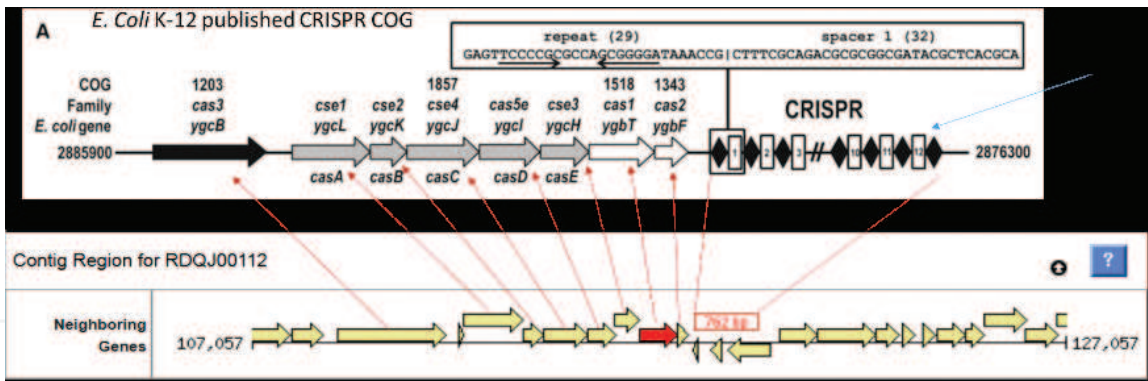 E. Coli K-12 published CRISPR COG
A
repeat (29) spacer 1 (32)
GAGTTCCCCGCGCCAGCGGGGATAAACCG|CTTTCGCAGACGCGCGGCGATACGCTCACGCA
COG 1203 1857 1518 1343
Family cas3 cse1 cse2 cse4 cas5e cse3 cas1 cas2 CRISPR
E. coli gene ygcB ygcL ygcK ygcJ ygcI ygcH ygbT ygbF
2885900 1 2 3 // 10 11 12 2876300
casA casB casC casD casE
Contig Region for RDQJ00112 ?
Neighboring
Genes
107,057 762 bp 127,057